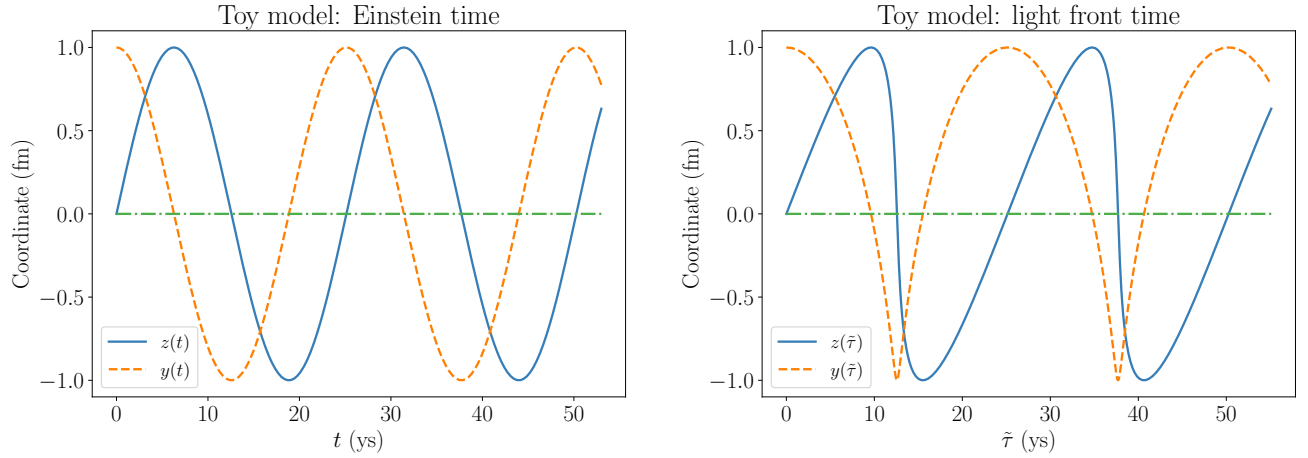 Toy model: Einstein time
1.0
0.5
0.0
−0.5
−1.0
Coordinate (fm)
z(t)
y(t)
0 10 20 30 40 50
t (ys)
Toy model: light front time
1.0
0.5
0.0
−0.5
−1.0
Coordinate (fm)
z(τ̃)
y(τ̃)
0 10 20 30 40 50
τ̃ (ys)